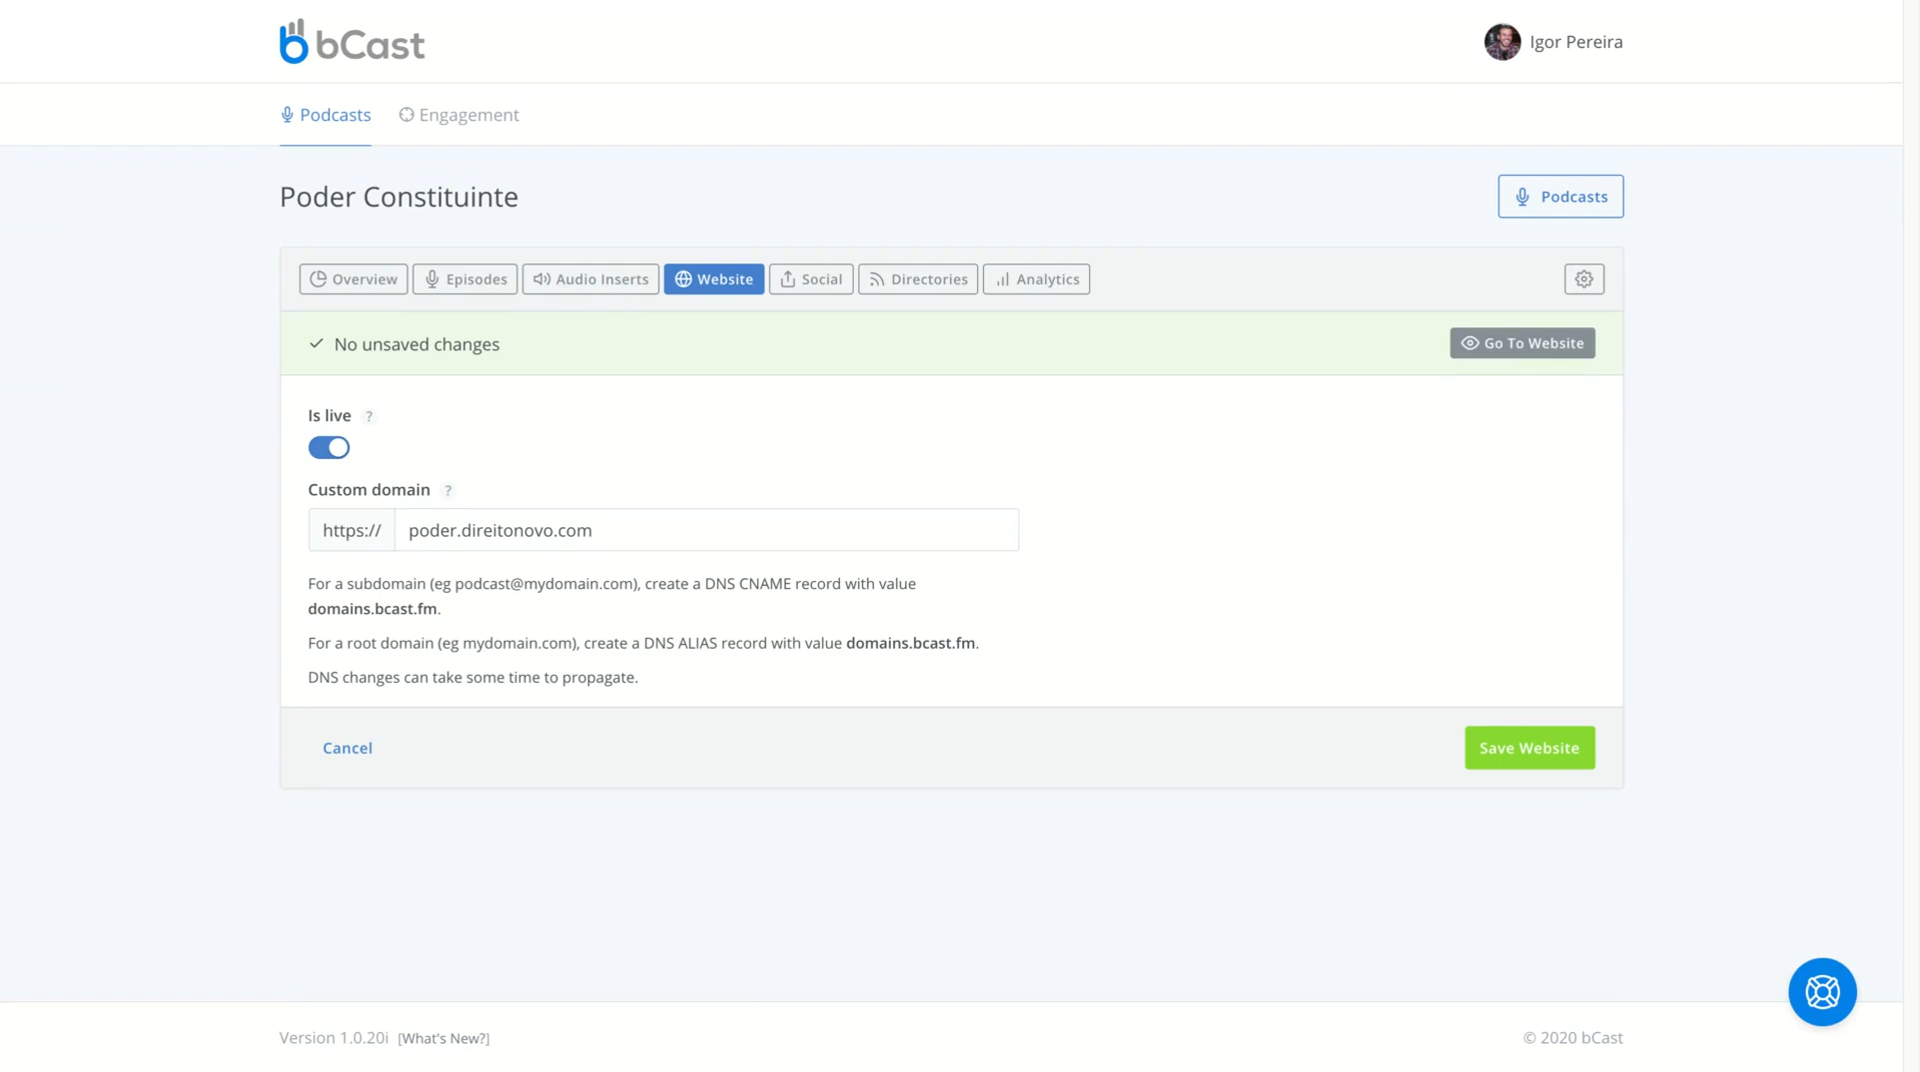 bCast
Igor Pereira
Podcasts
Engagement
Poder Constituinte
Podcasts
Overview
Episodes
Audio Inserts
Website
Social
Directories
Analytics
No unsaved changes
Go To Website
Is live ?
Custom domain ?
https:// poder.direitonovo.com
For a subdomain (eg podcast@mydomain.com), create a DNS CNAME record with value
domains.bcast.fm.
For a root domain (eg mydomain.com), create a DNS ALIAS record with value domains.bcast.fm.
DNS changes can take some time to propagate.
Cancel
Save Website
Version 1.0.20i [What's New?]
© 2020 bCast